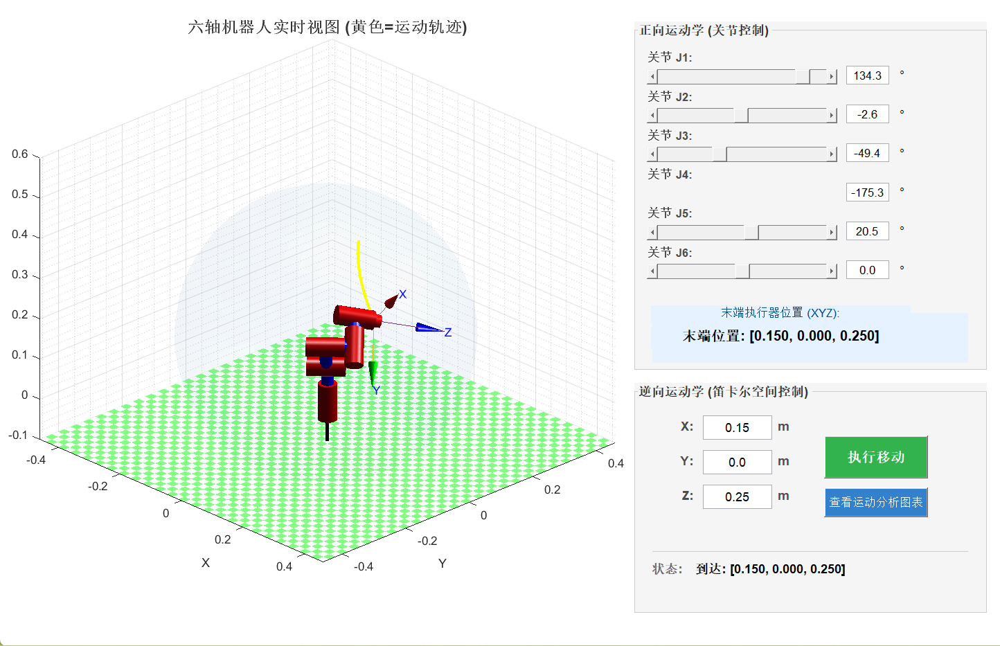 六轴机器人实时视图 (黄色=运动轨迹)
0.6
0.5
0.4
0.3
0.2
0.1
0
-0.1
-0.4
-0.2
0
0.2
0.4
X
-0.4
-0.2
0
0.2
0.4
Y
X
Z
Y
正向运动学 (关节控制)
关节 J1:
134.3 °
关节 J2:
-2.6 °
关节 J3:
-49.4 °
关节 J4:
-175.3 °
关节 J5:
20.5 °
关节 J6:
0.0 °
末端执行器位置 (XYZ):
末端位置: [0.150, 0.000, 0.250]
逆向运动学 (笛卡尔空间控制)
X: 0.15 m
Y: 0.0 m
Z: 0.25 m
执行移动
查看运动分析图表
状态: 到达: [0.150, 0.000, 0.250]